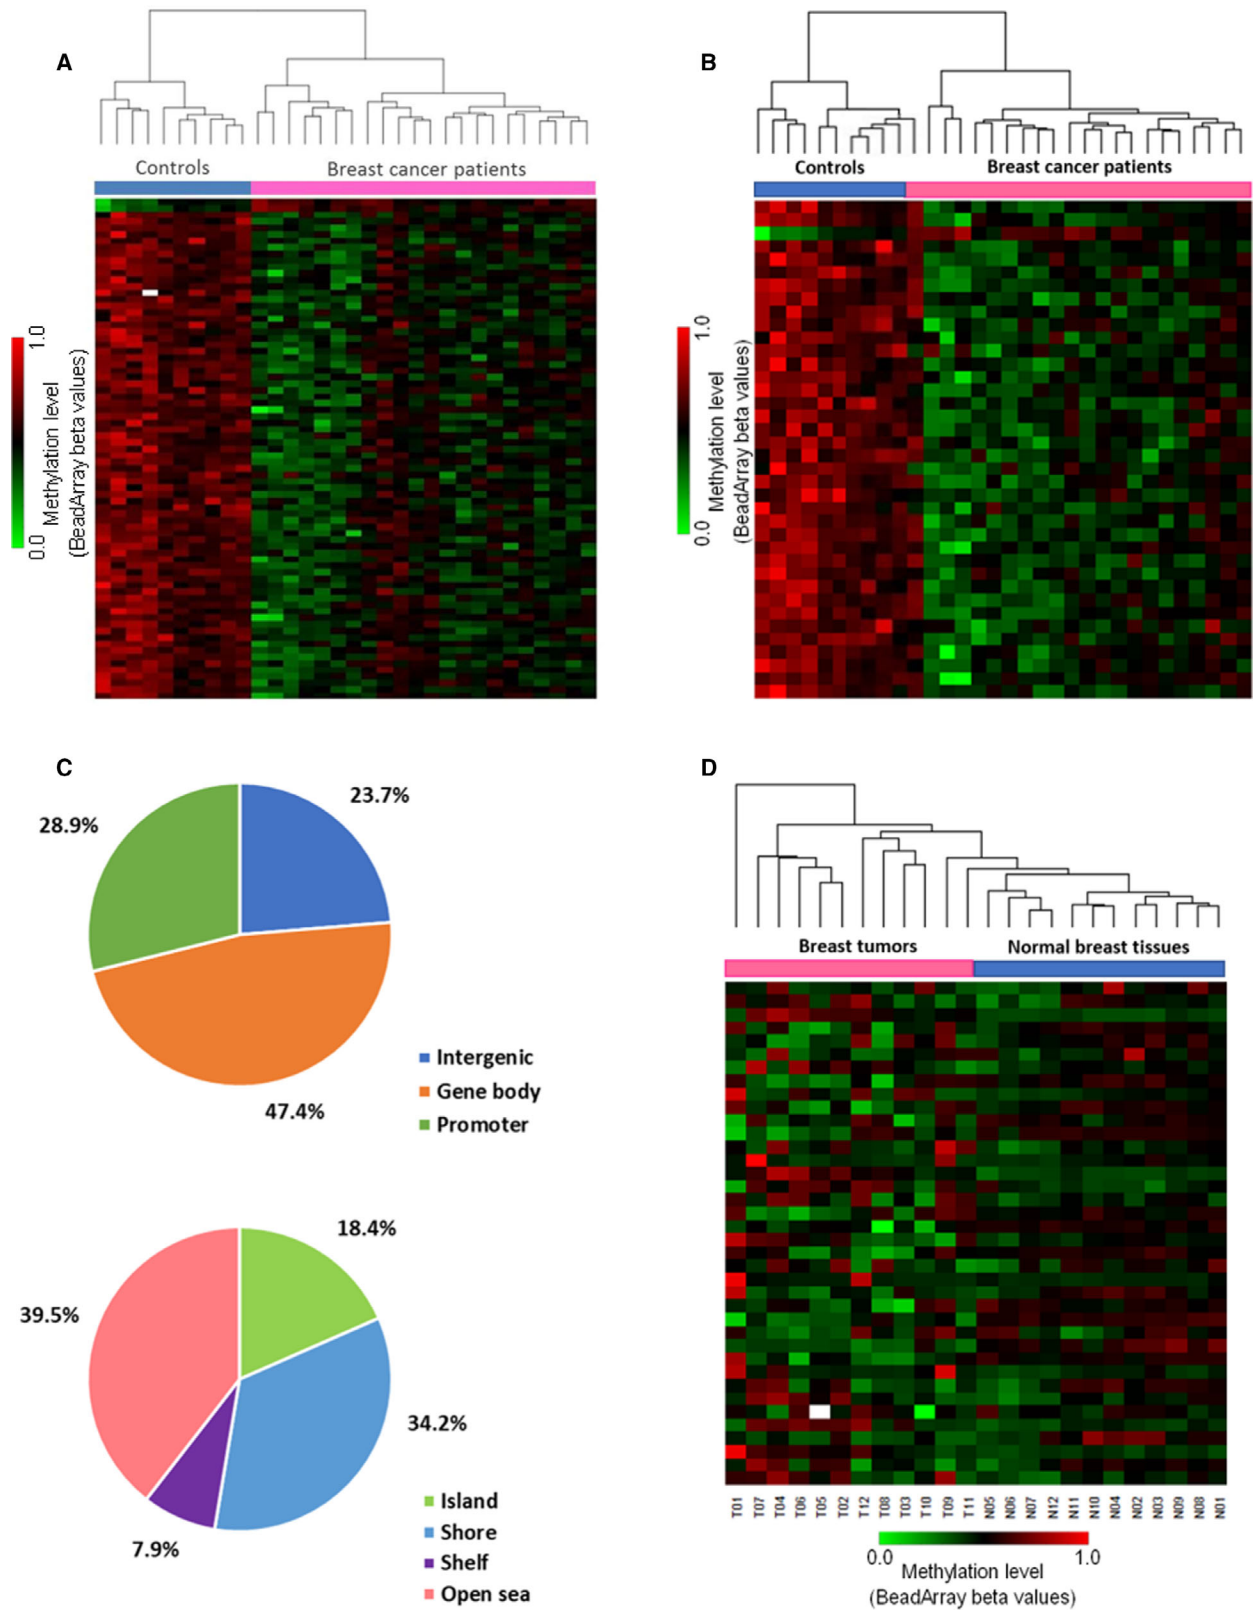 A
Controls
Breast cancer patients
1.0
0.0
Methylation level
(BeadArray beta values)
B
Controls
Breast cancer patients
1.0
0.0
Methylation level
(BeadArray beta values)
C
23.7%
28.9%
47.4%
Intergenic
Gene body
Promoter
18.4%
39.5%
34.2%
7.9%
Island
Shore
Shelf
Open sea
D
Breast tumors
Normal breast tissues
T01 T07 T04 T06 T05 T02 T12 T08 T03 T10 T09 T11 N05 N06 N07 N12 N11 N10 N04 N02 N03 N09 N08 N01
0.0
1.0
Methylation level
(BeadArray beta values)